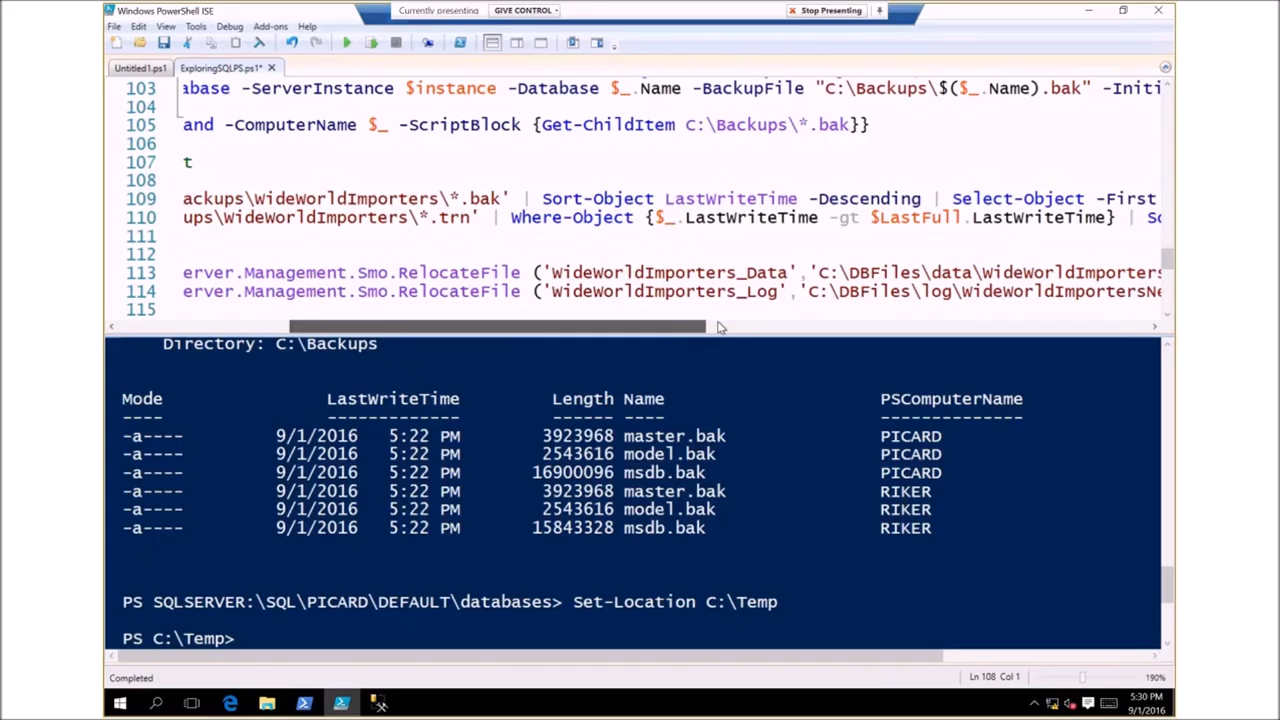 Windows PowerShell ISE
Currently presenting GIVE CONTROL Stop Presenting
File Edit View Tools Debug Add-ons Help
Untitled1.ps1 ExploringSQLPS.ps1*
103 abase -ServerInstance $instance -Database $_.Name -BackupFile "C:\Backups\$($_.Name).bak" -Initi
104
105 and -ComputerName $_ -ScriptBlock {Get-ChildItem C:\Backups\*.bak}}
106
107 t
108
109 ackups\WideWorldImporters\*.bak' | Sort-Object LastWriteTime -Descending | Select-Object -First
110 ups\WideWorldImporters\*.trn' | Where-Object {$_.LastWriteTime -gt $LastFull.LastWriteTime} | So
111
112
113 erver.Management.Smo.RelocateFile ('WideWorldImporters_Data','C:\DBFiles\data\WideWorldImporters
114 erver.Management.Smo.RelocateFile ('WideWorldImporters_Log','C:\DBFiles\log\WideWorldImportersNe
115
Directory: C:\Backups
Mode LastWriteTime Length Name PSComputerName
---- ------------- ------ ---- --------------
-a---- 9/1/2016 5:22 PM 3923968 master.bak PICARD
-a---- 9/1/2016 5:22 PM 2543616 model.bak PICARD
-a---- 9/1/2016 5:22 PM 16900096 msdb.bak PICARD
-a---- 9/1/2016 5:22 PM 3923968 master.bak RIKER
-a---- 9/1/2016 5:22 PM 2543616 model.bak RIKER
-a---- 9/1/2016 5:22 PM 15843328 msdb.bak RIKER
PS SQLSERVER:\SQL\PICARD\DEFAULT\databases> Set-Location C:\Temp
PS C:\Temp>
Completed Ln 108 Col 1 190%
5:30 PM
9/1/2016